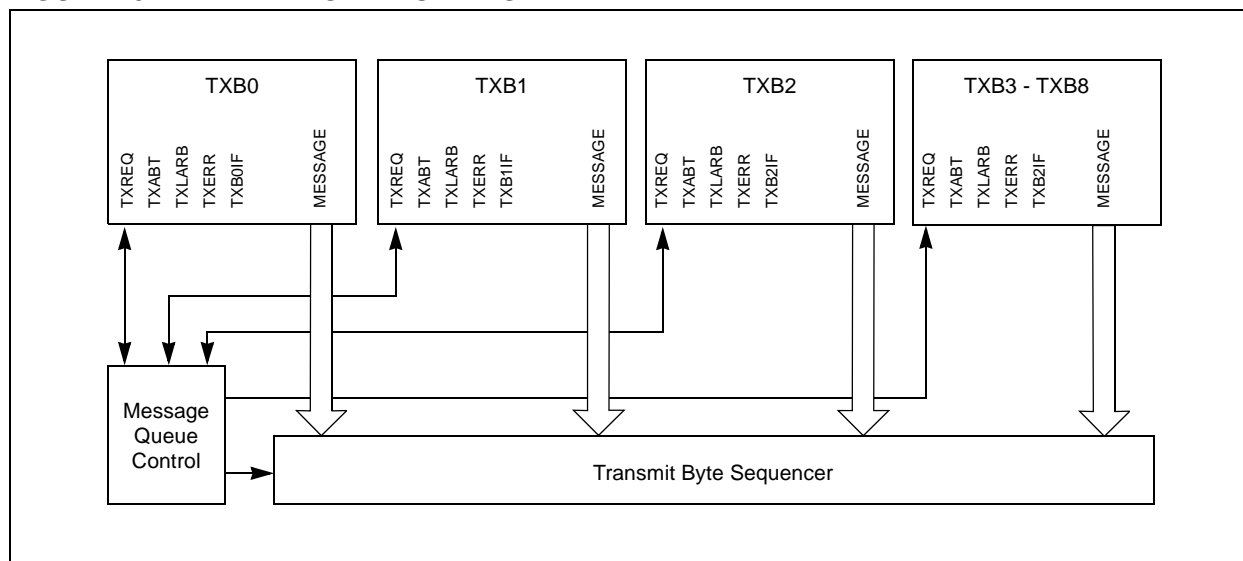 TXB0
TXREQ
TXABT
TXLARB
TXERR
TXB0IF
MESSAGE
TXB1
TXREQ
TXABT
TXLARB
TXERR
TXB1IF
MESSAGE
TXB2
TXREQ
TXABT
TXLARB
TXERR
TXB2IF
MESSAGE
TXB3 - TXB8
TXREQ
TXABT
TXLARB
TXERR
TXB2IF
MESSAGE
Message
Queue
Control
Transmit Byte Sequencer